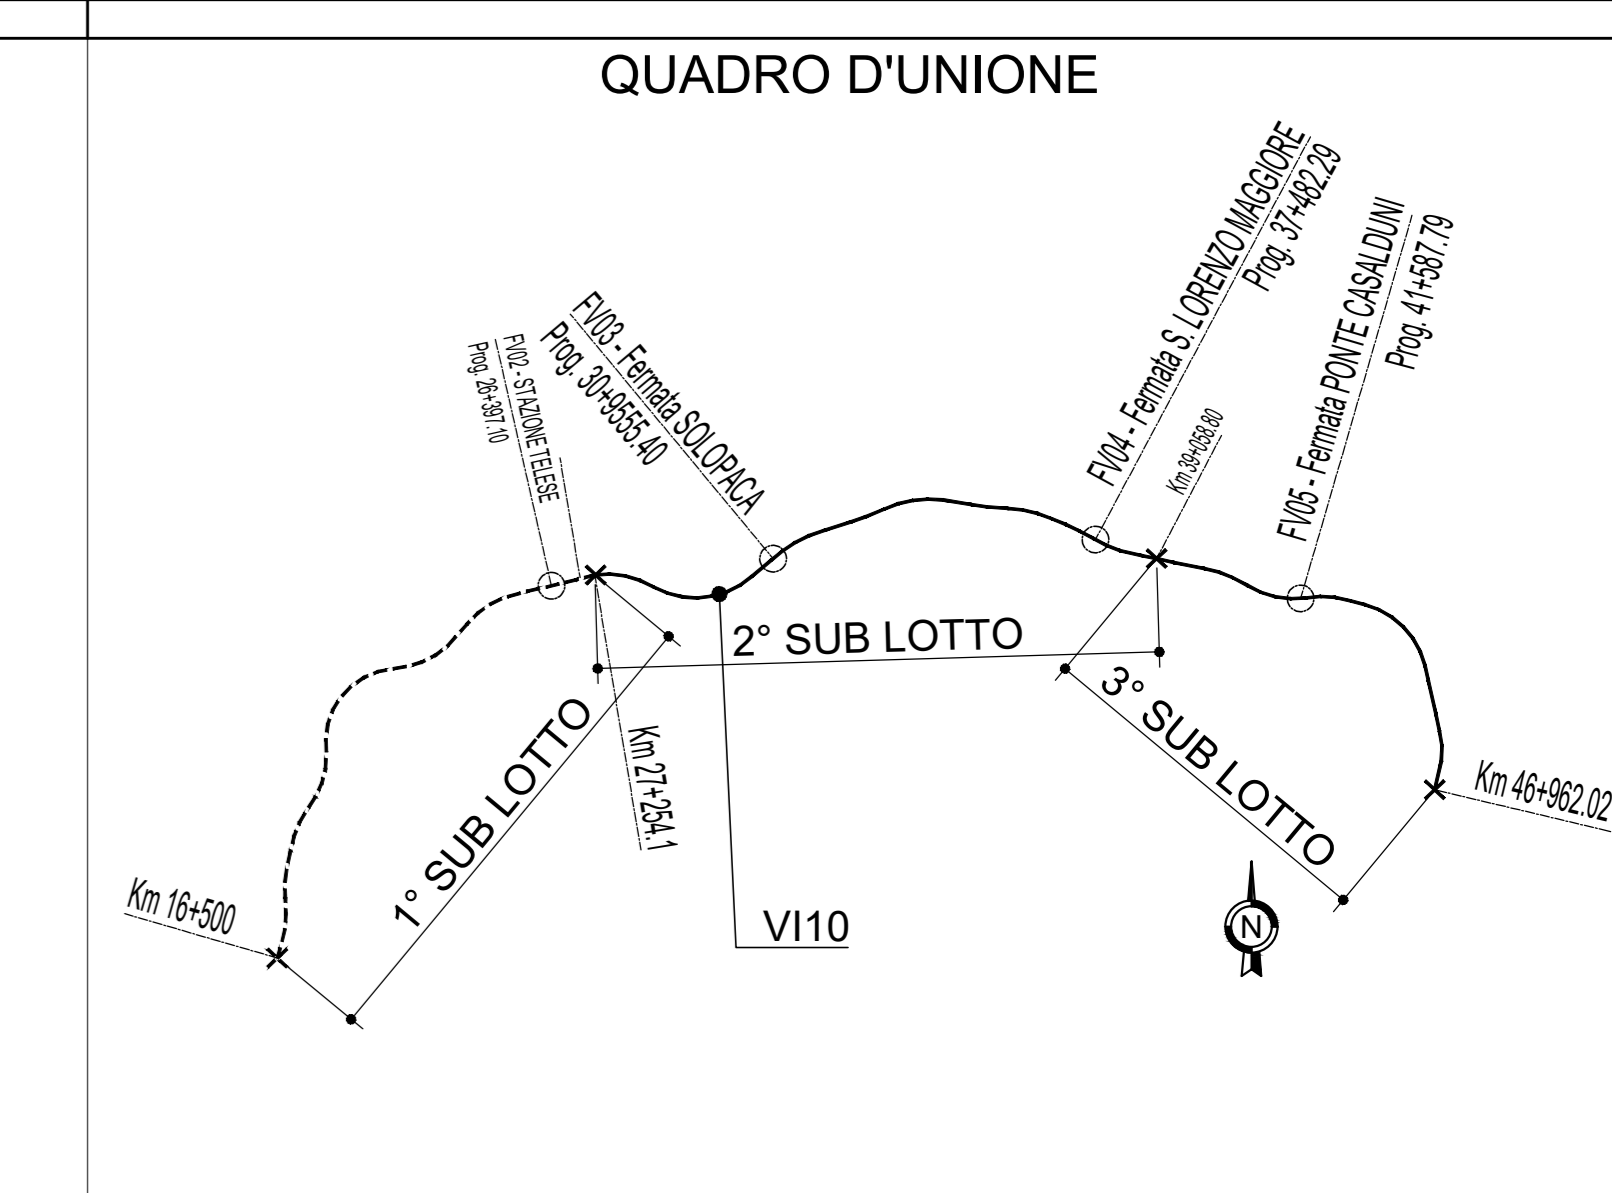 QUADRO D'UNIONE
FV04 - Fermata S. LORENZO MAGGIORE
Prog. 37+482.29
FV05 - Fermata PONTE CASALDUNI
Prog. 41+587.79
FV03 - Fermata SOLOPACA
Prog. 30+9555.40
FV02 - STAZIONE TELESE
Prog. 26+397.10
Km 39+058.80
2° SUB LOTTO
3° SUB LOTTO
1° SUB LOTTO
Km 27+254.1
Km 46+962.02
Km 16+500
VI10
N